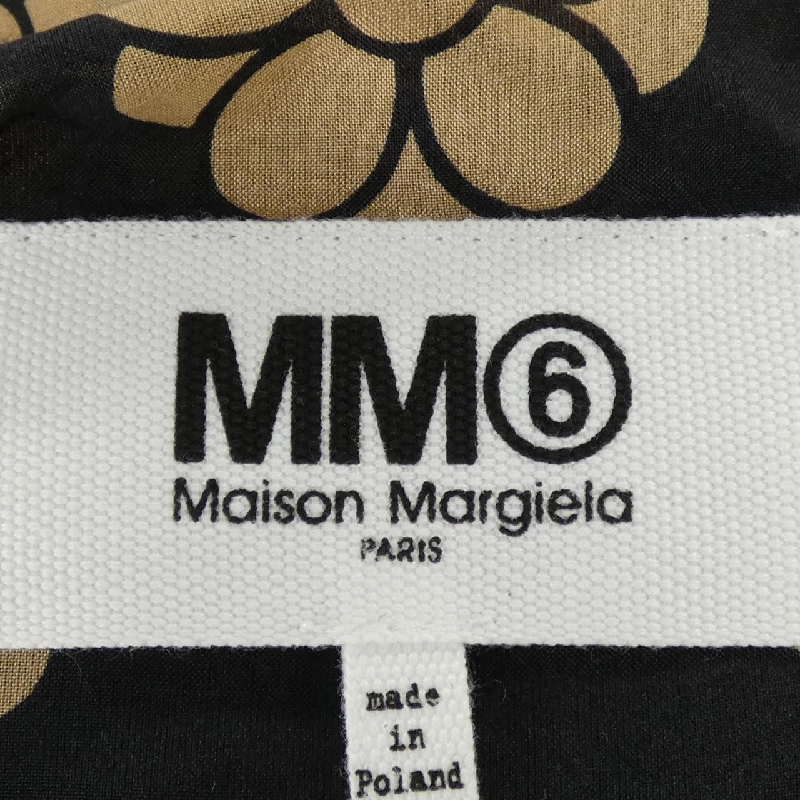 MM⑥
Maison Margiela
PARIS
made
in
Poland